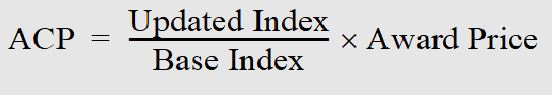 ACP = Updated Index / Base Index × Award Price